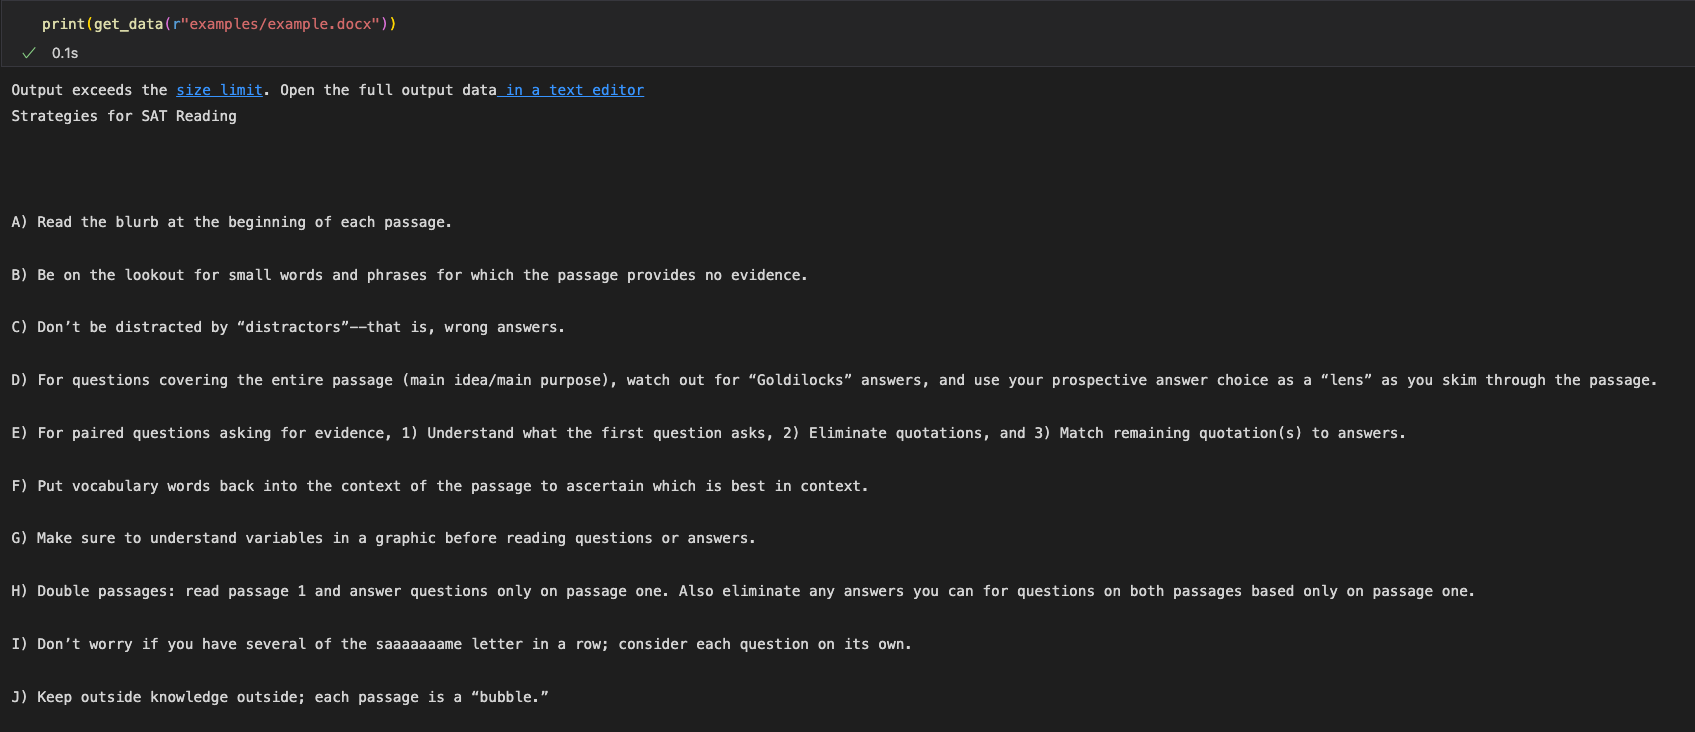 print(get_data(r"examples/example.docx"))
0.1s
Output exceeds the size limit. Open the full output data in a text editor
Strategies for SAT Reading
A) Read the blurb at the beginning of each passage.
B) Be on the lookout for small words and phrases for which the passage provides no evidence.
C) Don’t be distracted by “distractors”——that is, wrong answers.
D) For questions covering the entire passage (main idea/main purpose), watch out for “Goldilocks” answers, and use your prospective answer choice as a “lens” as you skim through the passage.
E) For paired questions asking for evidence, 1) Understand what the first question asks, 2) Eliminate quotations, and 3) Match remaining quotation(s) to answers.
F) Put vocabulary words back into the context of the passage to ascertain which is best in context.
G) Make sure to understand variables in a graphic before reading questions or answers.
H) Double passages: read passage 1 and answer questions only on passage one. Also eliminate any answers you can for questions on both passages based only on passage one.
I) Don’t worry if you have several of the saaaaaaame letter in a row; consider each question on its own.
J) Keep outside knowledge outside; each passage is a “bubble.”